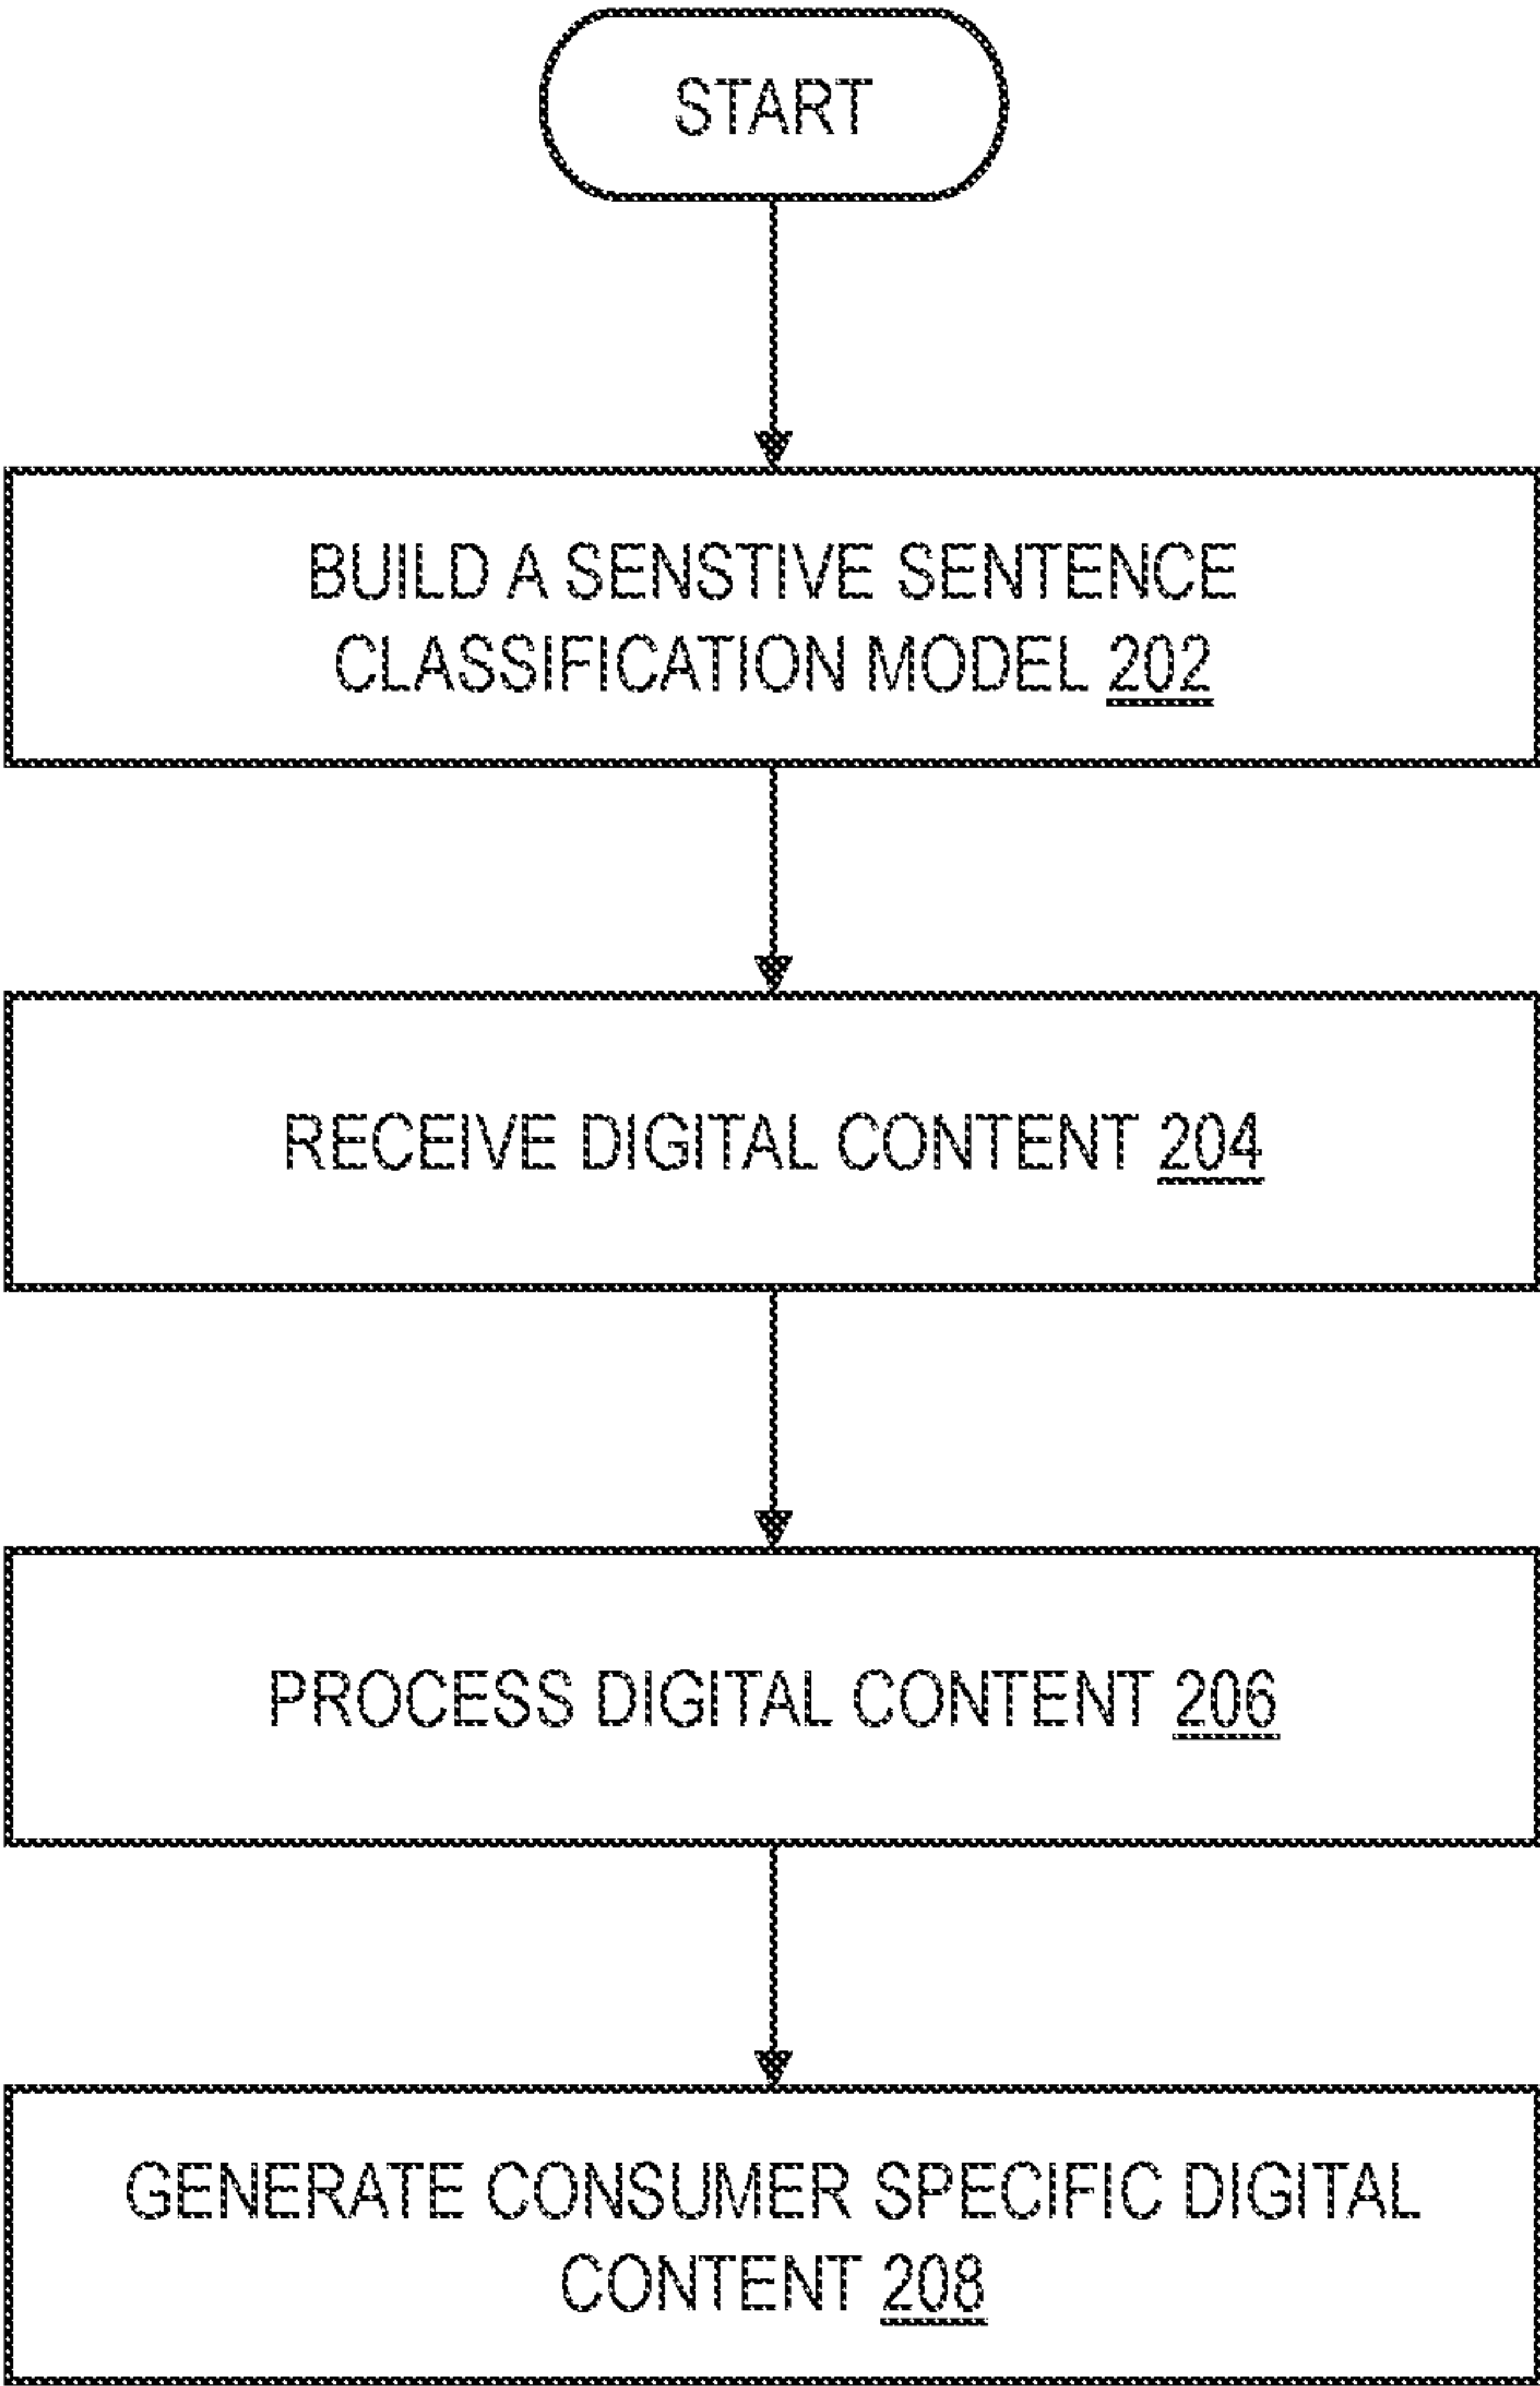 START
BUILD A SENSTIVE SENTENCE
CLASSIFICATION MODEL 202
RECEIVE DIGITAL CONTENT 204
PROCESS DIGITAL CONTENT 206
GENERATE CONSUMER SPECIFIC DIGITAL
CONTENT 208